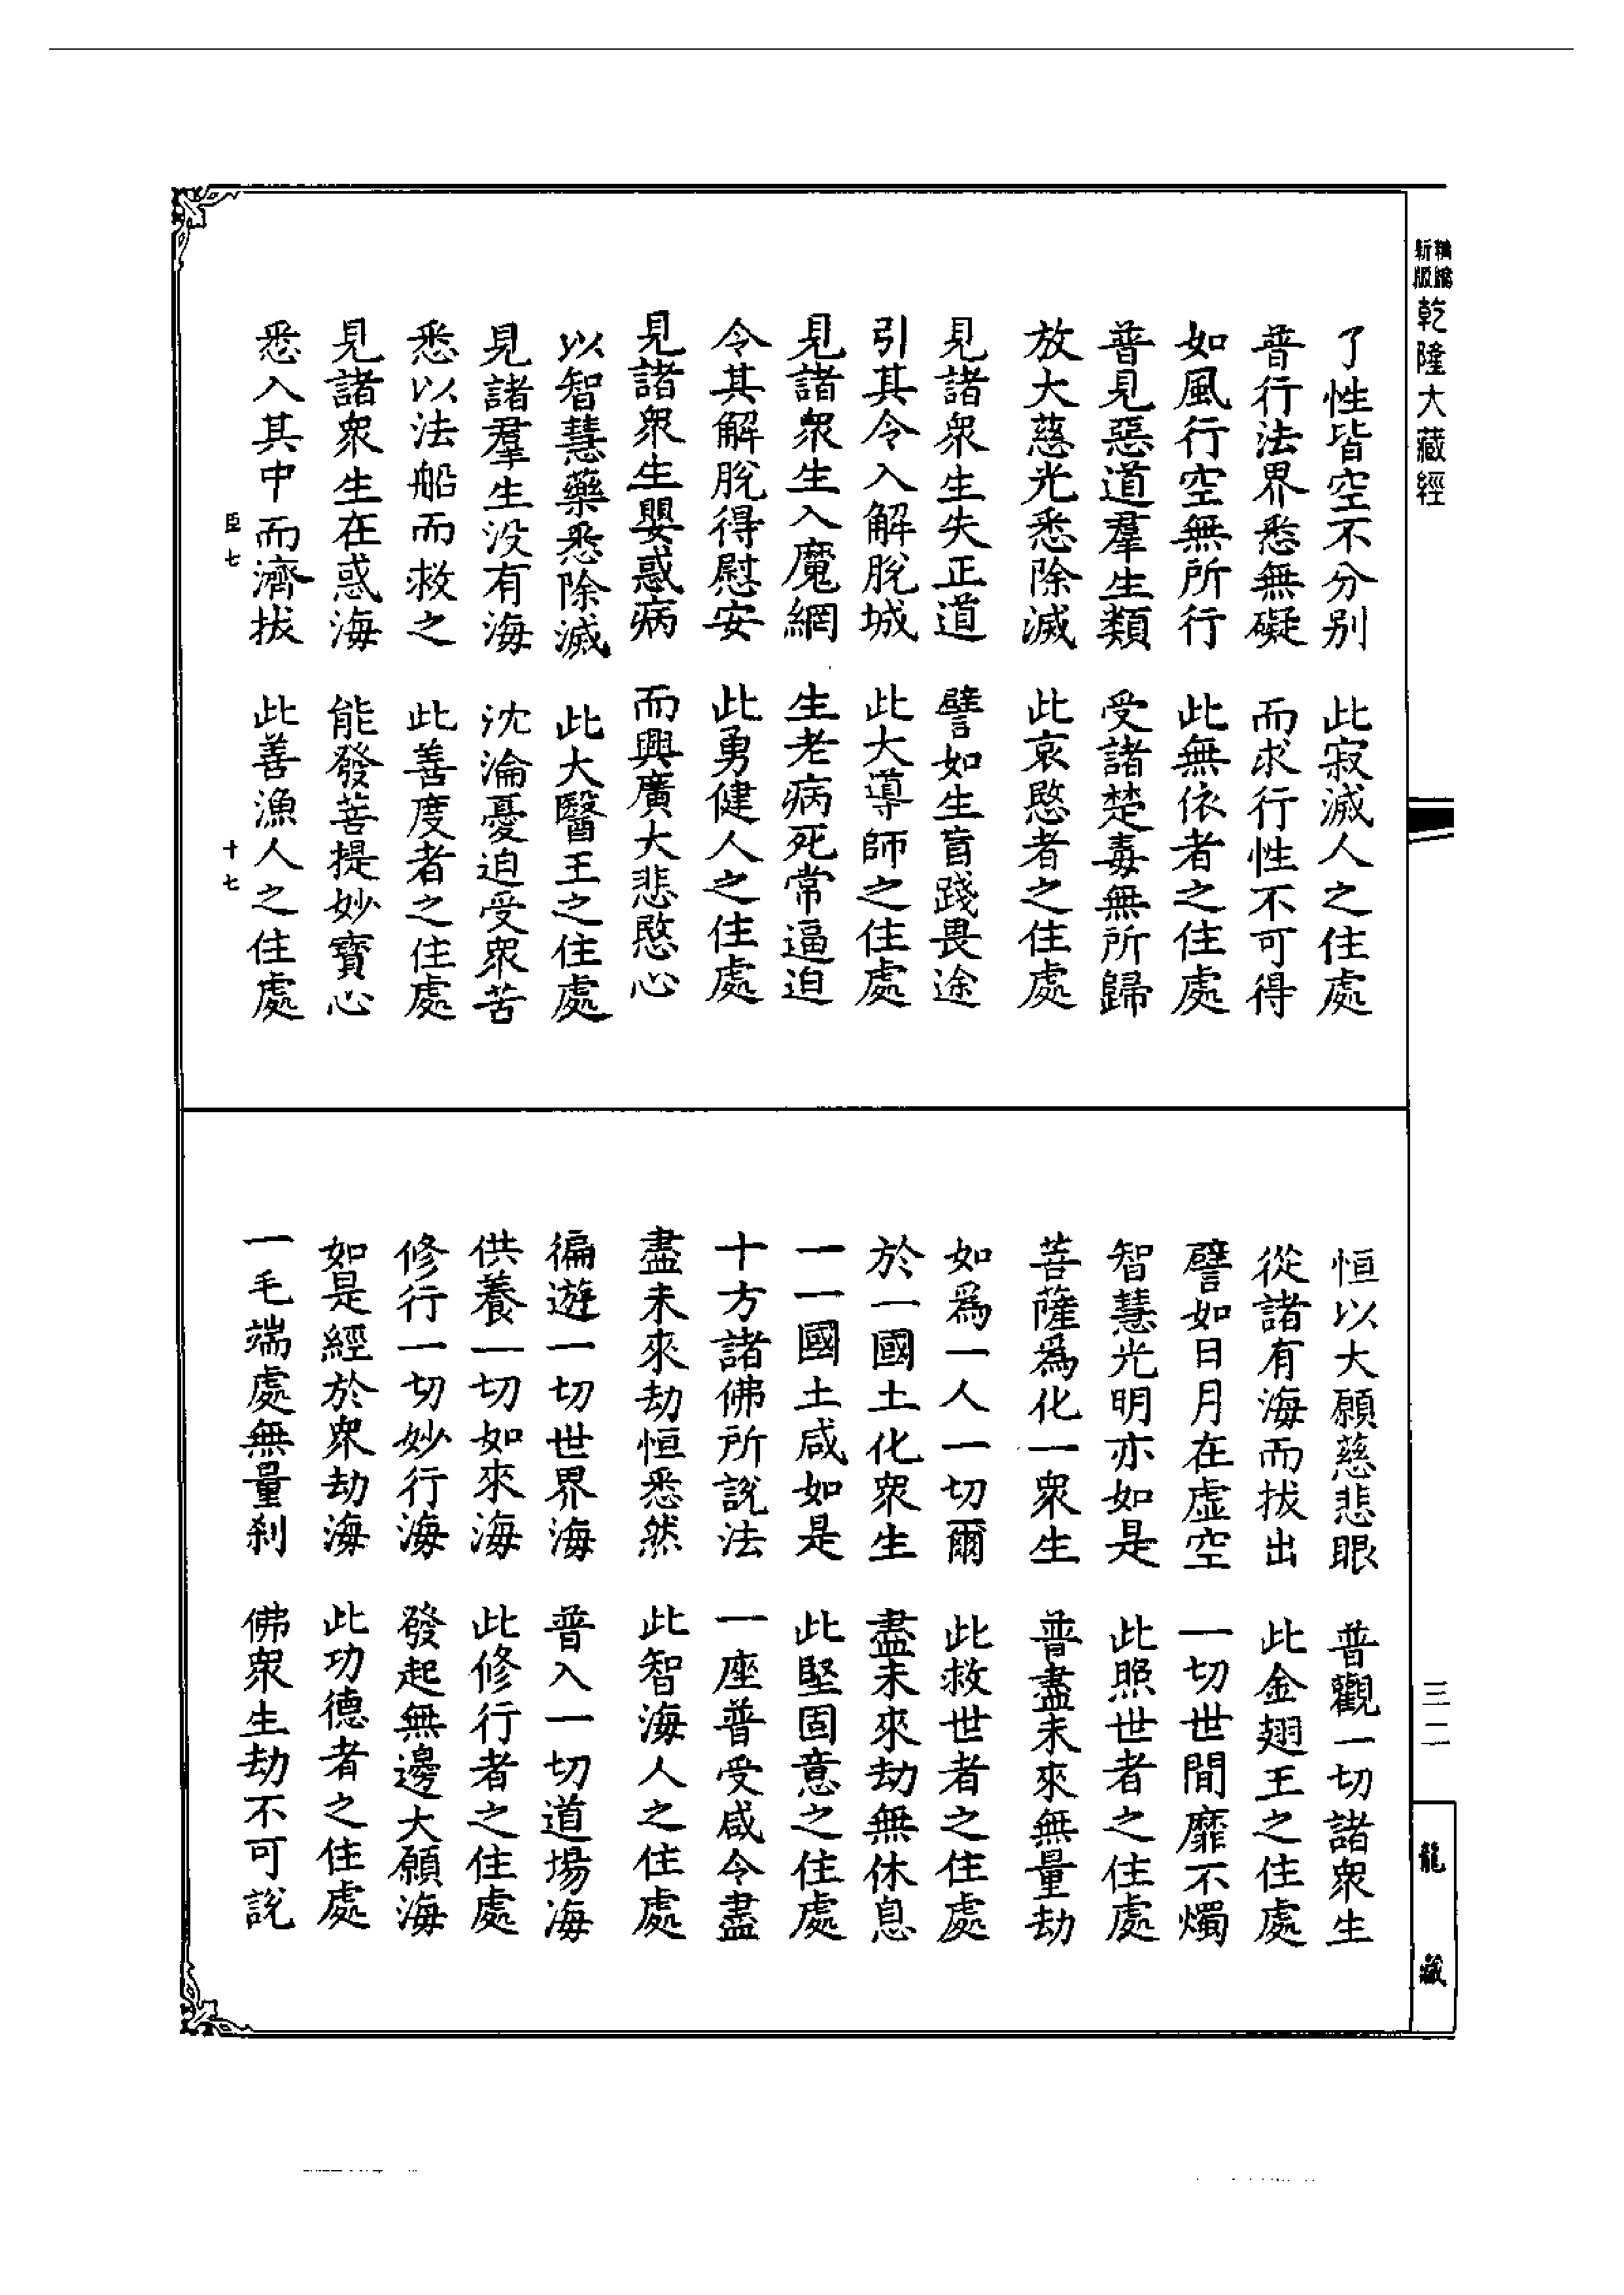 新版精縮乾隆大藏經
了性皆空不分別　此寂滅人之住處
普行法界悉無礙　而求行性不可得
如風行空無所行　此無依者之住處
普見惡道羣生類　受諸楚毒無所歸
放大慈光悉除滅　此哀愍者之住處
見諸衆生失正道　譬如生盲踐畏途
引其令入解脫城　此大導師之住處
見諸衆生入魔網　生老病死常逼迫
令其解脫得慰安　此勇健人之住處
見諸衆生嬰惑病　而興廣大悲愍心
以智慧藥悉除滅　此大醫王之住處
見諸羣生没有海　沈淪憂迫受衆苦
悉以法船而救之　此善度者之住處
見諸衆生在惑海　能發菩提妙寶心
悉入其中而濟拔　此善漁人之住處
臣七　十七
恒以大願慈悲眼　普觀一切諸衆生
從諸有海而拔出　此金翅王之住處
譬如日月在虛空　一切世間靡不燭
智慧光明亦如是　此照世者之住處
菩薩爲化一衆生　普盡未來無量劫
如爲一人一切爾　此救世者之住處
於一國土化衆生　盡未來劫無休息
一一國土咸如是　此堅固意之住處
十方諸佛所說法　一座普受咸令盡
盡未來劫恒悉然　此智海人之住處
徧遊一切世界海　普入一切道場海
供養一切如來海　此修行者之住處
修行一切妙行海　發起無邊大願海
如是經於衆劫海　此功德者之住處
一毛端處無量刹　佛衆生劫不可說
三二
龍藏